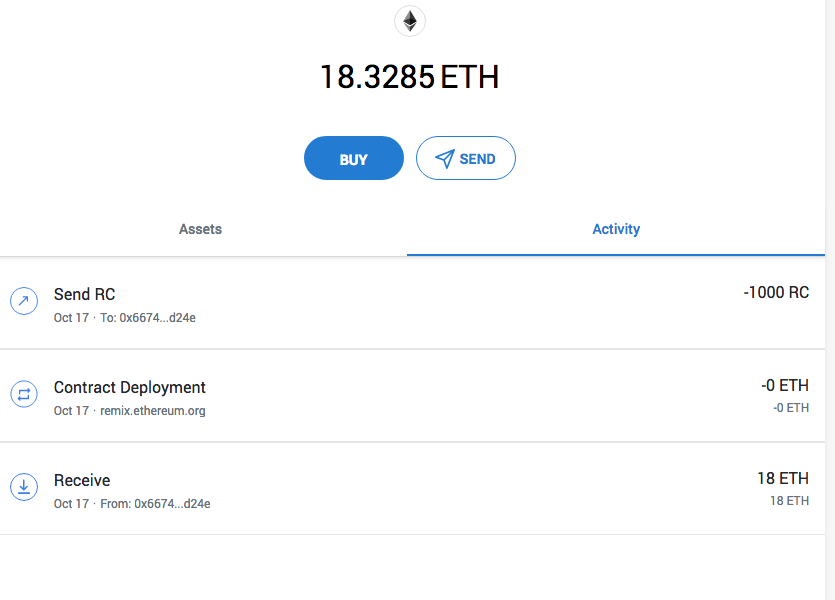 18.3285 ETH
BUY
SEND
Assets
Activity
Send RC
-1000 RC
Oct 17 · To: 0x6674...d24e
Contract Deployment
-0 ETH
Oct 17 · remix.ethereum.org
-0 ETH
Receive
18 ETH
Oct 17 · From: 0x6674...d24e
18 ETH